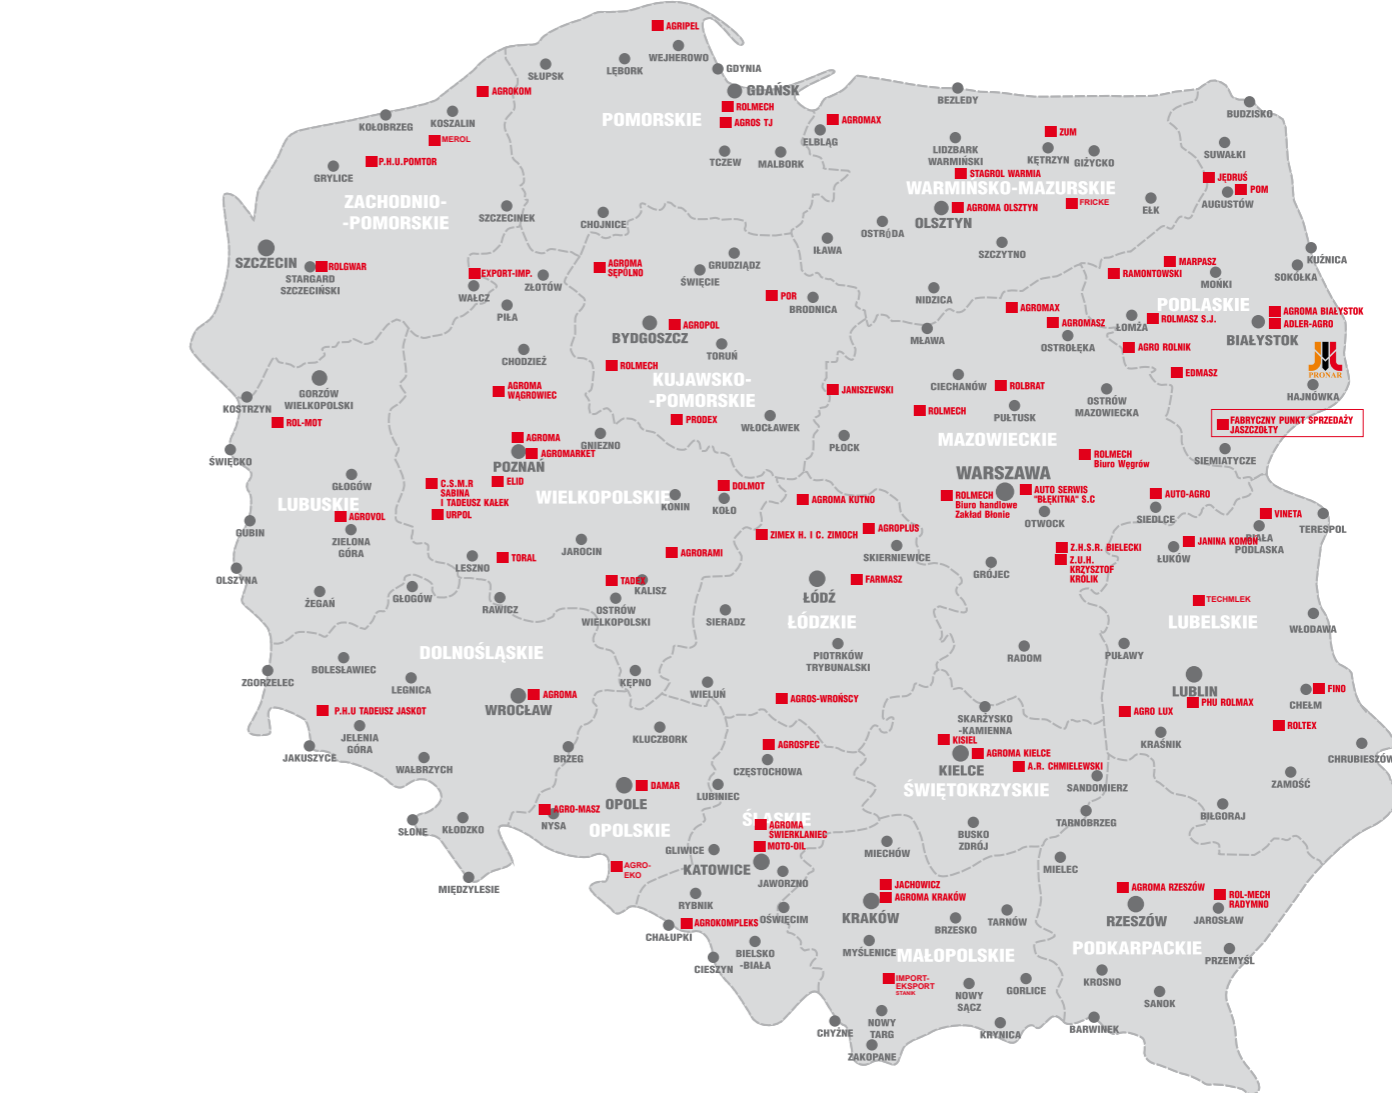 AGRIPEL
WEJHEROWO
LĘBORK
GDYNIA
SŁUPSK
AGROKOM
GDAŃSK
ROLMECH
AGROS TJ
POMORSKIE
KOSZALIN
KOŁOBRZEG
MEROL
P.H.U.POMTOR
GRYLICE
TCZEW
MALBORK
ELBLĄG
AGROMAX
BEZLEDY
BUDZISKO
ZUM
LIDZBARK
WARMIŃSKI
KĘTRZYN
GIŻYCKO
SUWAŁKI
STAGROL WARMIA
WARMIŃSKO-MAZURSKIE
JĘDRUŚ
POM
AUGUSTÓW
ZACHODNIO-
-POMORSKIE
SZCZECINEK
CHOJNICE
AGROMA OLSZTYN
FRICKE
EŁK
OLSZTYN
OSTRóDA
IŁAWA
SZCZYTNO
SZCZECIN
ROLGWAR
STARGARD
SZCZECIŃSKI
EXPORT-IMP.
WAŁCZ
ZŁOTÓW
PIŁA
AGROMA
SĘPÓLNO
GRUDZIĄDZ
ŚWIĘCIE
POR
BRODNICA
NIDZICA
MARPASZ
RAMONTOWSKI
MOŃKI
KUŹNICA
SOKÓŁKA
PODLASKIE
AGROMAX
AGROMASZ
OSTROŁĘKA
ŁOMŻA
ROLMASZ S.J.
AGROMA BIAŁYSTOK
ADLER-AGRO
BIAŁYSTOK
BYDGOSZCZ
AGROPOL
TORUŃ
MŁAWA
AGRO ROLNIK
PRONAR
CHODZIEŻ
ROLMECH
KUJAWSKO-
-POMORSKIE
EDMASZ
HAJNÓWKA
GORZÓW
WIELKOPOLSKI
KOSTRZYN
ROL-MOT
AGROMA
WĄGROWIEC
PRODEX
WŁOCŁAWEK
JANISZEWSKI
CIECHANÓW
ROLBRAT
ROLMECH
PUŁTUSK
OSTRÓW
MAZOWIECKA
FABRYCZNY PUNKT SPRZEDAŻY
JASZCZOŁTY
MAZOWIECKIE
PŁOCK
SIEMIATYCZE
ŚWIĘCKO
AGROMA
AGROMARKET
GNIEZNO
POZNAŃ
ROLMECH
Biuro Węgrów
WARSZAWA
GŁOGÓW
LUBUSKIE
C.S.M.R
SABINA
I TADEUSZ KAŁEK
URPOL
ELID
WIELKOPOLSKIE
KONIN
DOLMOT
KOŁO
AGROMA KUTNO
ROLMECH
Biuro handlowe
Zakład Błonie
AUTO SERWIS
"BŁĘKITNA" S.C
OTWOCK
AUTO-AGRO
SIEDLCE
AGROVOL
ZIELONA
GÓRA
GUBIN
ZIMEX H. I C. ZIMOCH
AGROPLUS
SKIERNIEWICE
VINETA
TERESPOL
BIAŁA
PODLASKA
JANINA KOMOŃ
ŁUKÓW
Z.H.S.R. BIELECKI
Z.U.H.
KRZYSZTOF
KRÓLIK
JAROCIN
LESZNO
TORAL
AGRORAMI
GRÓJEC
OLSZYNA
ŻEGAŃ
GŁOGÓW
RAWICZ
TADEX
KALISZ
OSTRÓW
WIELKOPOLSKI
SIERADZ
ŁÓDŹ
FARMASZ
ŁÓDZKIE
TECHMLEK
LUBELSKIE
WŁODAWA
DOLNOŚLĄSKIE
PIOTRKÓW
TRYBUNALSKI
RADOM
PUŁAWY
BOLESŁAWIEC
ZGORZELEC
LEGNICA
KĘPNO
WIELUŃ
AGROS-WROŃSCY
LUBLIN
PHU ROLMAX
FINO
CHEŁM
AGROMA
WROCŁAW
P.H.U TADEUSZ JASKOT
JELENIA
GÓRA
SKARŻYSKO
-KAMIENNA
AGRO LUX
KRAŚNIK
ROLTEX
CHRUBIESZÓW
JAKUSZYCE
WAŁBRZYCH
BRZEG
KLUCZBORK
AGROSPEC
CZĘSTOCHOWA
KISIEL
AGROMA KIELCE
KIELCE
A.R. CHMIELEWSKI
SANDOMIERZ
ZAMOŚĆ
ŚWIĘTOKRZYSKIE
DAMAR
OPOLE
LUBINIEC
AGRO-MASZ
NYSA
OPOLSKIE
ŚLĄSKIE
AGROMA
ŚWIERKLANIEC
MOTO-OIL
SŁONE
KŁODZKO
BUSKO
ZDRÓJ
TARNOBRZEG
BIŁGORAJ
MIECHÓW
GLIWICE
KATOWICE
AGRO-
EKO
JAWORZNO
MIELEC
MIĘDZYLESIE
RYBNIK
JACHOWICZ
AGROMA KRAKÓW
KRAKÓW
AGROMA RZESZÓW
RZESZÓW
ROL-MECH
RADYMNO
JAROSŁAW
AGROKOMPLEKS
OŚWIĘCIM
CHAŁUPKI
TARNÓW
BRZESKO
BIELSKO
-BIAŁA
CIESZYN
MYŚLENICE
MAŁOPOLSKIE
PODKARPACKIE
PRZEMYŚL
IMPORT-
EKSPORT
STANIK
NOWY
SĄCZ
GORLICE
KROSNO
SANOK
CHYŻNE
NOWY
TARG
KRYNICA
BARWINEK
ZAKOPANE